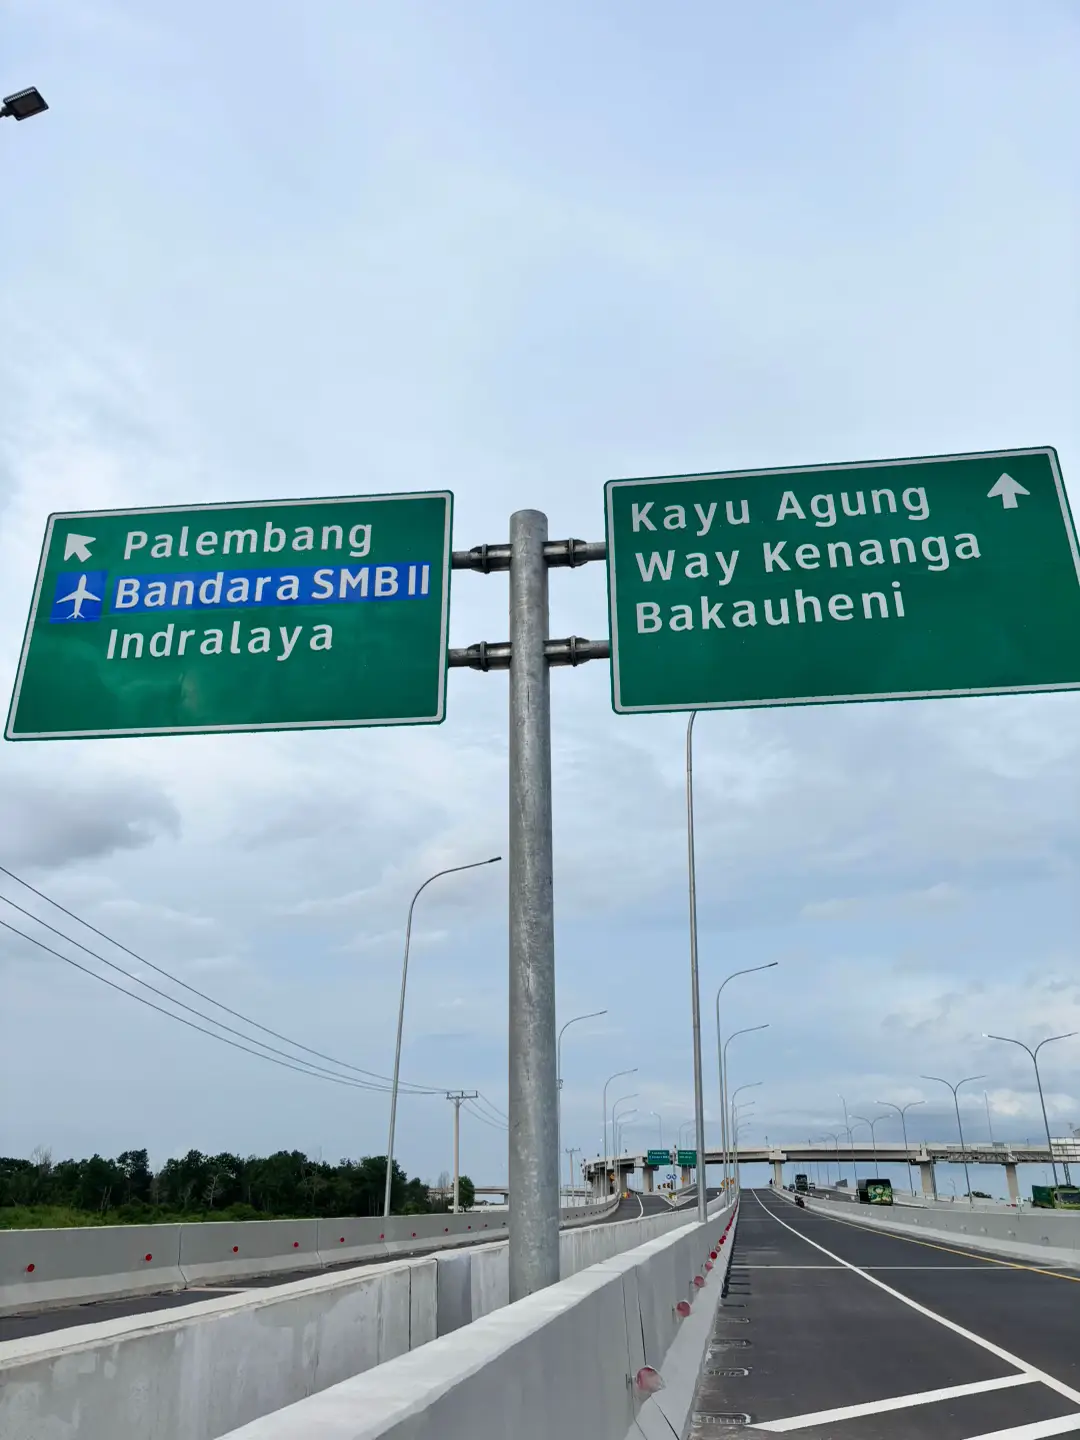 Palembang
Bandara SMB II
Indralaya
Kayu Agung
Way Kenanga
Bakauheni